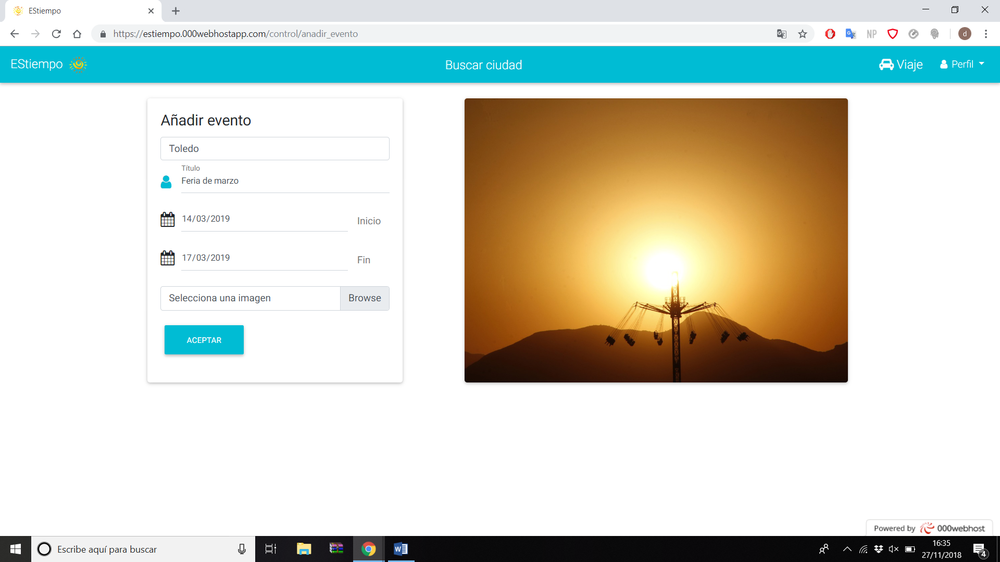 EStiempo
https://estiempo.000webhostapp.com/control/anadir_evento
NP
d
EStiempo
Buscar ciudad
Viaje
Perfil
Añadir evento
Toledo
Título
Feria de marzo
14/03/2019
Inicio
17/03/2019
Fin
Selecciona una imagen
Browse
ACEPTAR
Powered by 000webhost
Escribe aquí para buscar
16:35
27/11/2018
4